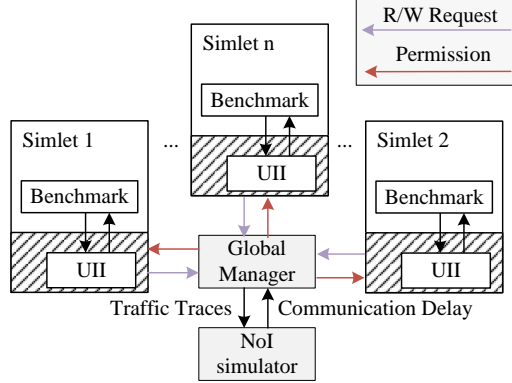 R/W Request
Permission
Simlet n
Benchmark
UII
...
...
Simlet 1
Benchmark
UII
Simlet 2
Benchmark
UII
Global
Manager
Traffic Traces
Communication Delay
NoI
simulator